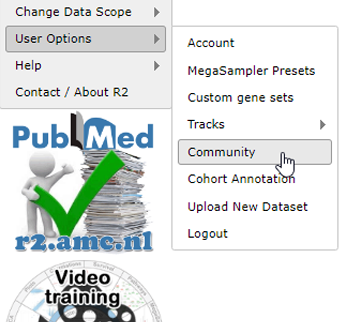 Change Data Scope
User Options
Help
Contact / About R2
Account
MegaSampler Presets
Custom gene sets
Tracks
Community
Cohort Annotation
Upload New Dataset
Logout
PubMed
r2.amc.nl
Video
training